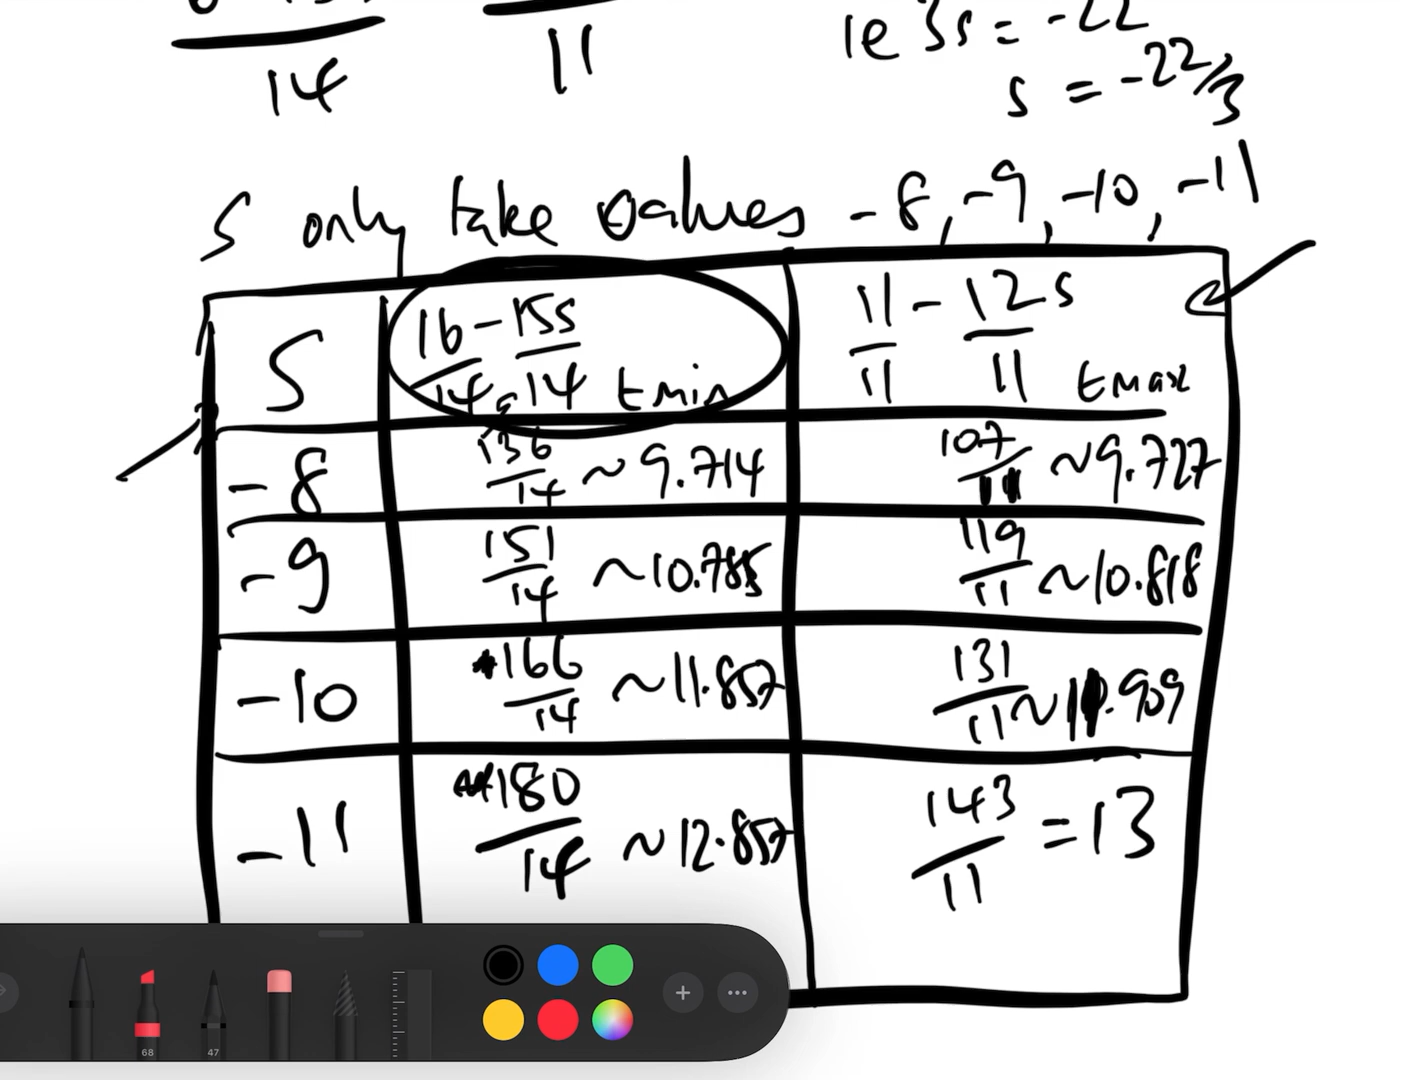 14
11
ie 3s = -22
s = -22/3
S only take values -8, -9, -10, -11
S
16/14 - 15s/14 tmin
11/11 - 12s/11 tmax
-8
136/14 ~9.714
107/11 ~9.727
-9
151/14 ~10.785
119/11 ~10.818
-10
166/14 ~11.857
131/11 ~11.909
-11
180/14 ~12.857
143/11 = 13
68
47